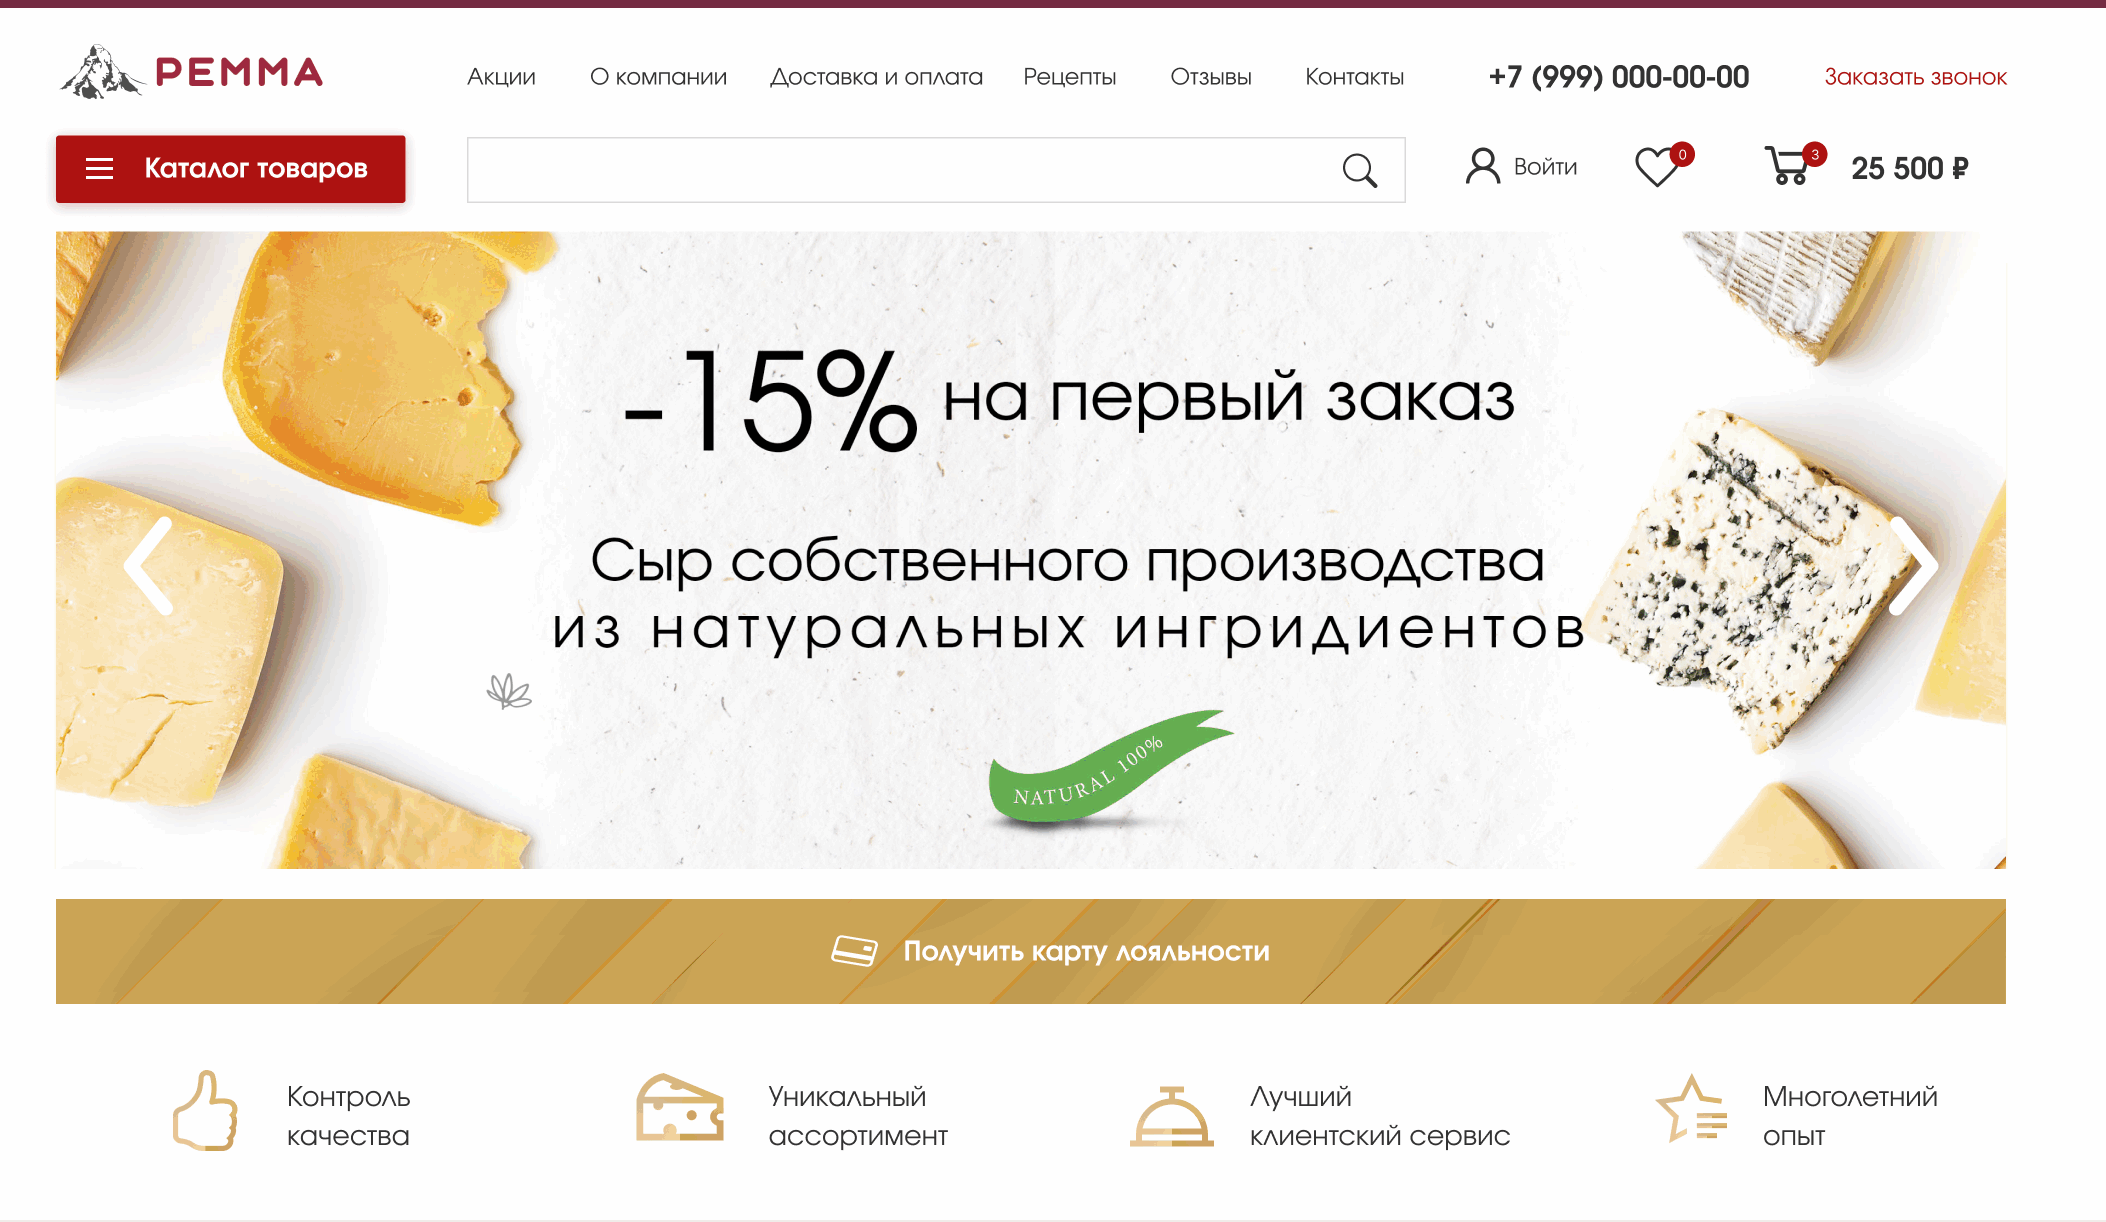 РЕММА
Акции
О компании
Доставка и оплата
Рецепты
Отзывы
Контакты
+7 (999) 000-00-00
Заказать звонок
Каталог товаров
Войти
0
3
25 500 ₽
-15% на первый заказ
Сыр собственного производства
из натуральных ингридиентов
NATURAL 100%
Получить карту лояльности
Контроль
качества
Уникальный
ассортимент
Лучший
клиентский сервис
Многолетний
опыт